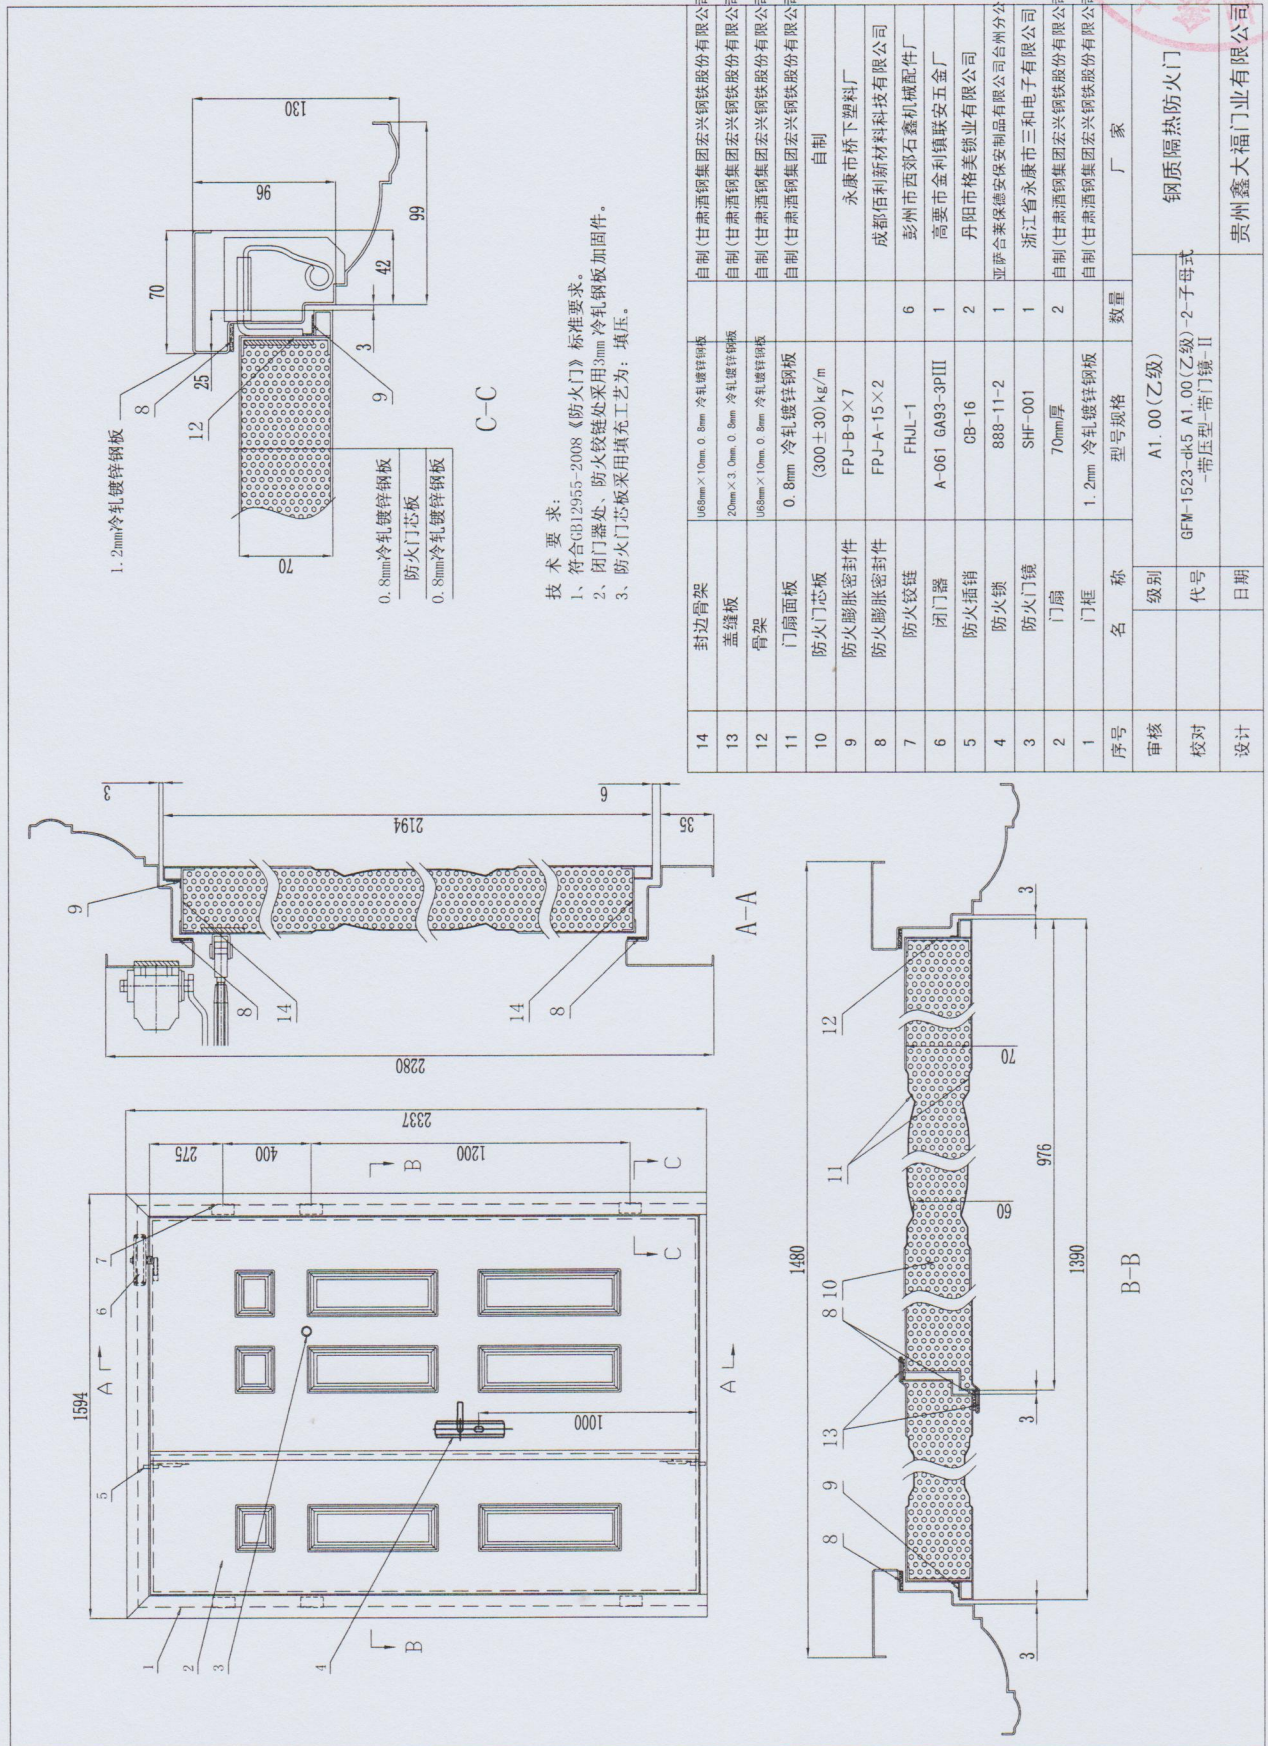 1594
2337
275
400
1200
1000
1
2
3
4
5
6
7
A
A
B
B
C
C
2280
2194
3
6
35
9
8
14
14
8
A-A
1.2mm冷轧镀锌钢板
8
12
25
70
96
130
42
99
3
9
70
0.8mm冷轧镀锌钢板
防火门芯板
0.8mm冷轧镀锌钢板
C-C
技 术 要 求：
1、符合GB12955-2008《防火门》标准要求。
2、闭门器处、防火铰链处采用3mm 冷轧钢板加固件。
3、防火门芯板采用填充工艺为：填压。
1480
8
9
13
8
10
11
12
3
3
3
60
70
976
1390
B-B
14 封边骨架 U68mm×10mm，0.8mm 冷轧镀锌钢板 自制(甘肃酒钢集团宏兴钢铁股份有限公司
13 盖缝板 20mm×3.0mm，0.8mm 冷轧镀锌钢板 自制(甘肃酒钢集团宏兴钢铁股份有限公司
12 骨架 U68mm×10mm，0.8mm 冷轧镀锌钢板 自制(甘肃酒钢集团宏兴钢铁股份有限公司
11 门扇面板 0.8mm 冷轧镀锌钢板 自制(甘肃酒钢集团宏兴钢铁股份有限公司
10 防火门芯板 (300±30)kg/m 自制
9 防火膨胀密封件 FPJ-B-9×7 永康市桥下塑料厂
8 防火膨胀密封件 FPJ-A-15×2 成都佰利新材料科技有限公司
7 防火铰链 FHJL-1 6 彭州市西郊石鑫机械配件厂
6 闭门器 A-061 GA93-3PIII 1 高要市金利镇联安五金厂
5 防火插销 CB-16 2 丹阳市格美锁业有限公司
4 防火锁 888-11-2 1 亚萨合莱保德安保安制品有限公司台州分公
3 防火门镜 SHF-001 1 浙江省永康市三和电子有限公司
2 门扇 70mm厚 2 自制(甘肃酒钢集团宏兴钢铁股份有限公司
1 门框 1.2mm 冷轧镀锌钢板 自制(甘肃酒钢集团宏兴钢铁股份有限公司
序号 名 称 型号规格 数量 厂 家
审核 级别 A1.00(乙级) 钢质隔热防火门
校对 代号 GFM-1523-dk5 A1.00(乙级)-2-子母式
-带压型-带门镜-II
设计 日期 贵州鑫大福门业有限公司